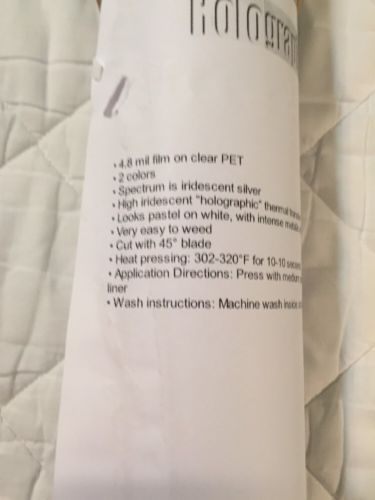 Holograp
• 4.8 mil film on clear PET
• 2 colors
• Spectrum is iridescent silver
• High iridescent "holographic" thermal
• Looks pastel on white, with intense
• Very easy to weed
• Cut with 45° blade
• Heat pressing: 302-320°F for 10-10
• Application Directions: Press with medium
liner
• Wash instructions: Machine wash inside